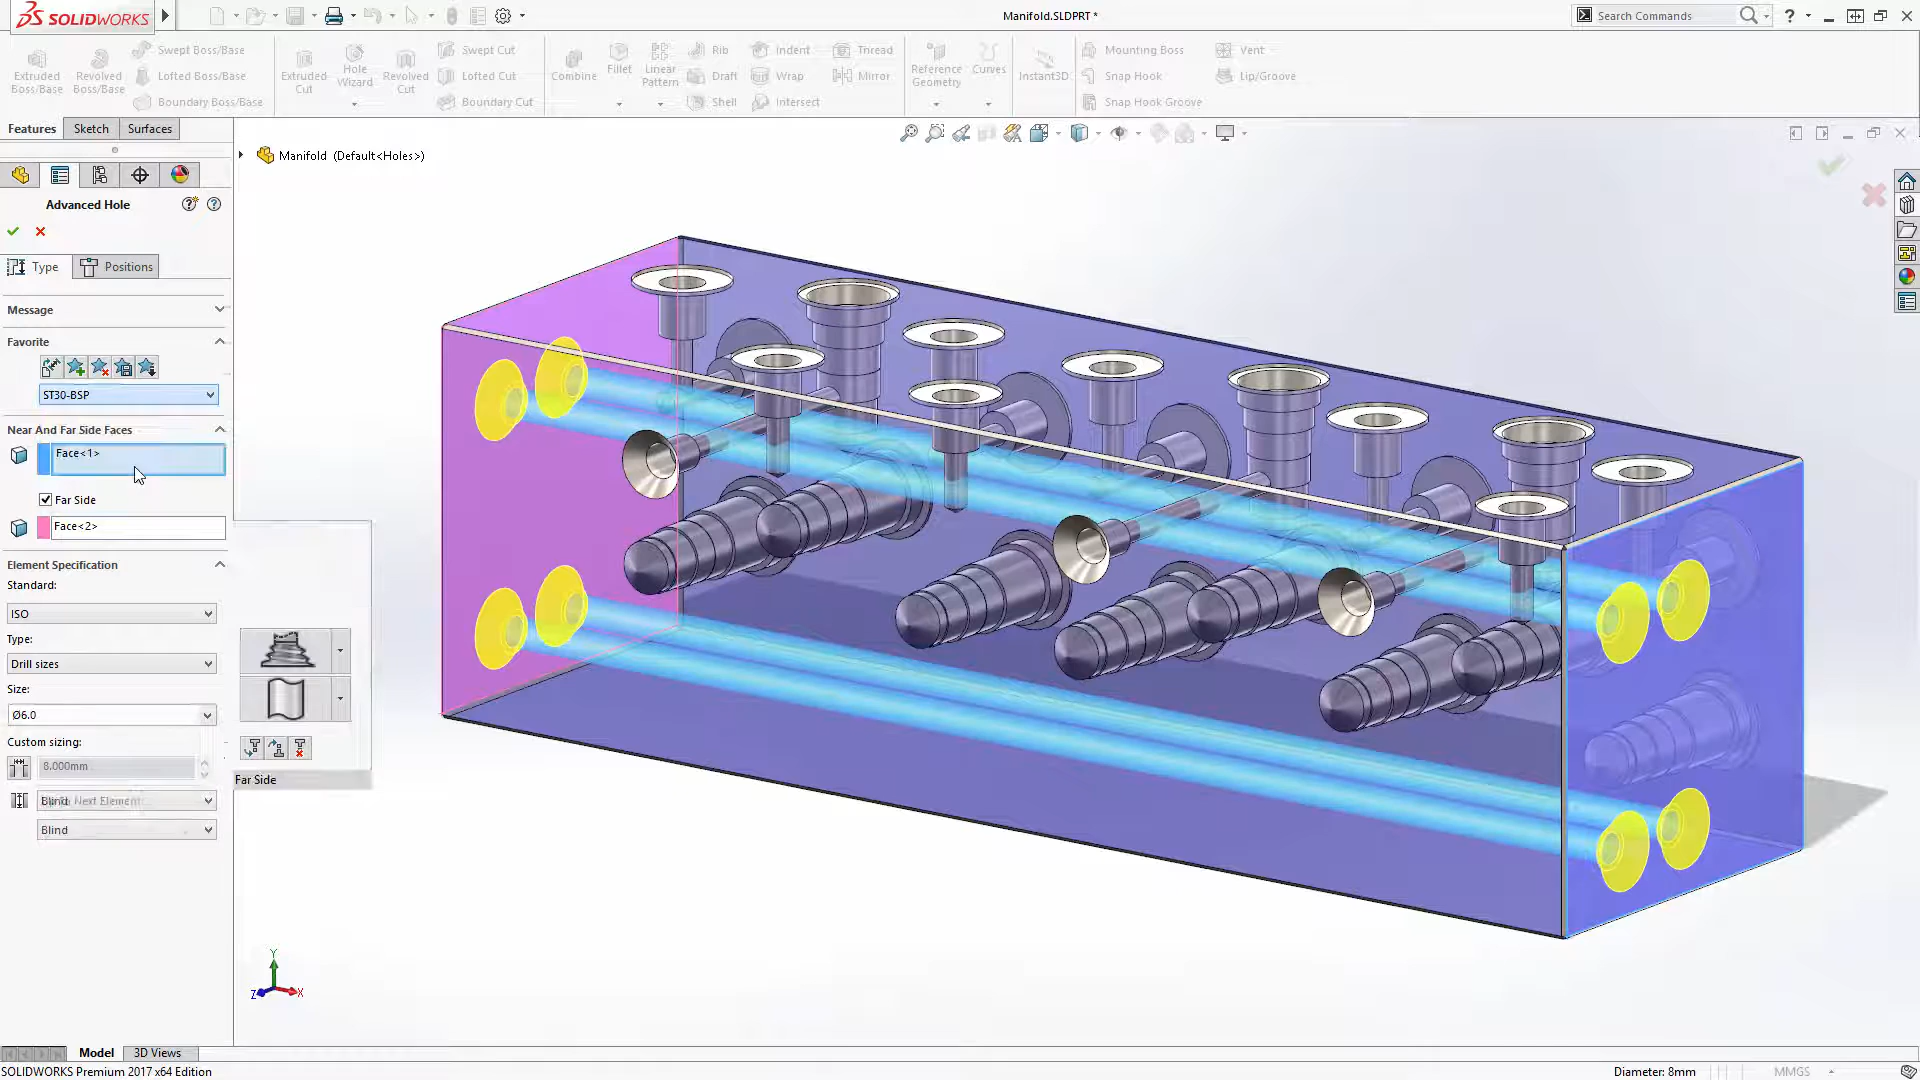 SOLIDWORKS
Manifold.SLDPRT *
Search Commands
Extruded Boss/Base
Revolved Boss/Base
Swept Boss/Base
Lofted Boss/Base
Boundary Boss/Base
Extruded Cut
Hole Wizard
Revolved Cut
Swept Cut
Lofted Cut
Boundary Cut
Combine
Fillet
Linear Pattern
Rib
Draft
Shell
Indent
Wrap
Intersect
Thread
Mirror
Reference Geometry
Curves
Instant3D
Mounting Boss
Snap Hook
Snap Hook Groove
Vent
Lip/Groove
Features
Sketch
Surfaces
Manifold (Default<Holes>)
Advanced Hole
Type
Positions
Message
Favorite
ST30-BSP
Near And Far Side Faces
Face<1>
Far Side
Face<2>
Element Specification
Standard:
ISO
Type:
Drill sizes
Size:
Ø6.0
Custom sizing:
8.000mm
Blind
Next Element
Blind
Far Side
Y
Z
X
Model
3D Views
SOLIDWORKS Premium 2017 x64 Edition
Diameter: 8mm
MMGS